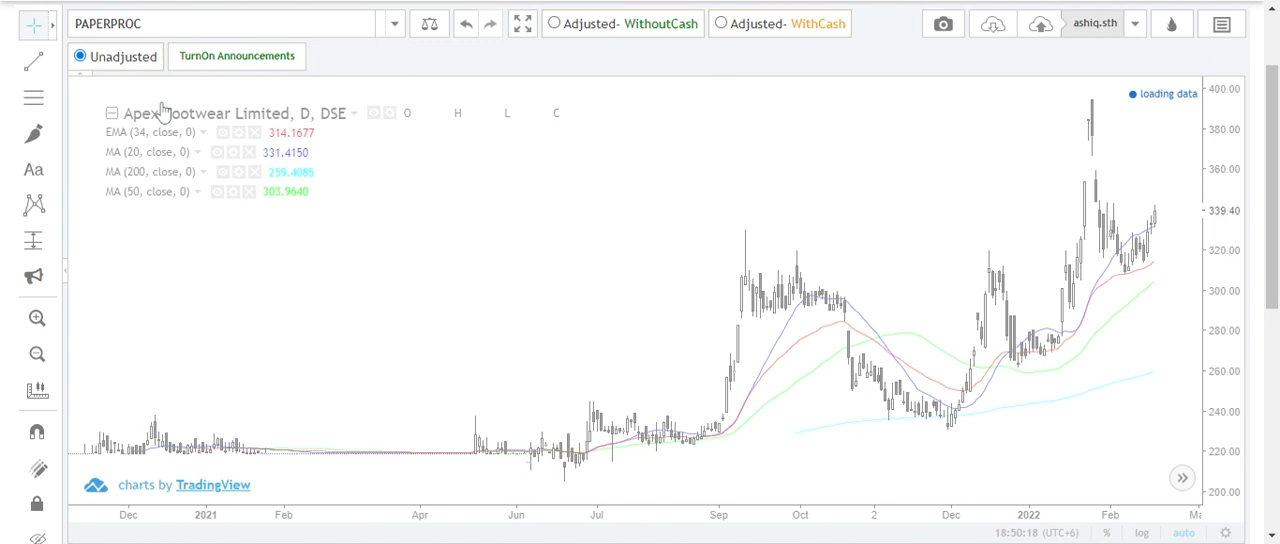 PAPERPROC
Adjusted- WithoutCash
Adjusted- WithCash
ashiq.sth
Unadjusted
TurnOn Announcements
loading data
Apex Footwear Limited, D, DSE O H L C
EMA (34, close, 0) 314.1677
MA (20, close, 0) 331.4150
MA (200, close, 0) 259.4085
MA (50, close, 0) 303.9640
Aa
400.00
380.00
360.00
339.40
320.00
300.00
280.00
260.00
240.00
220.00
200.00
charts by TradingView
Dec 2021 Feb Apr Jun Jul Sep Oct 2 Dec 2022 Feb Ma
18:50:18 (UTC+6) % log auto